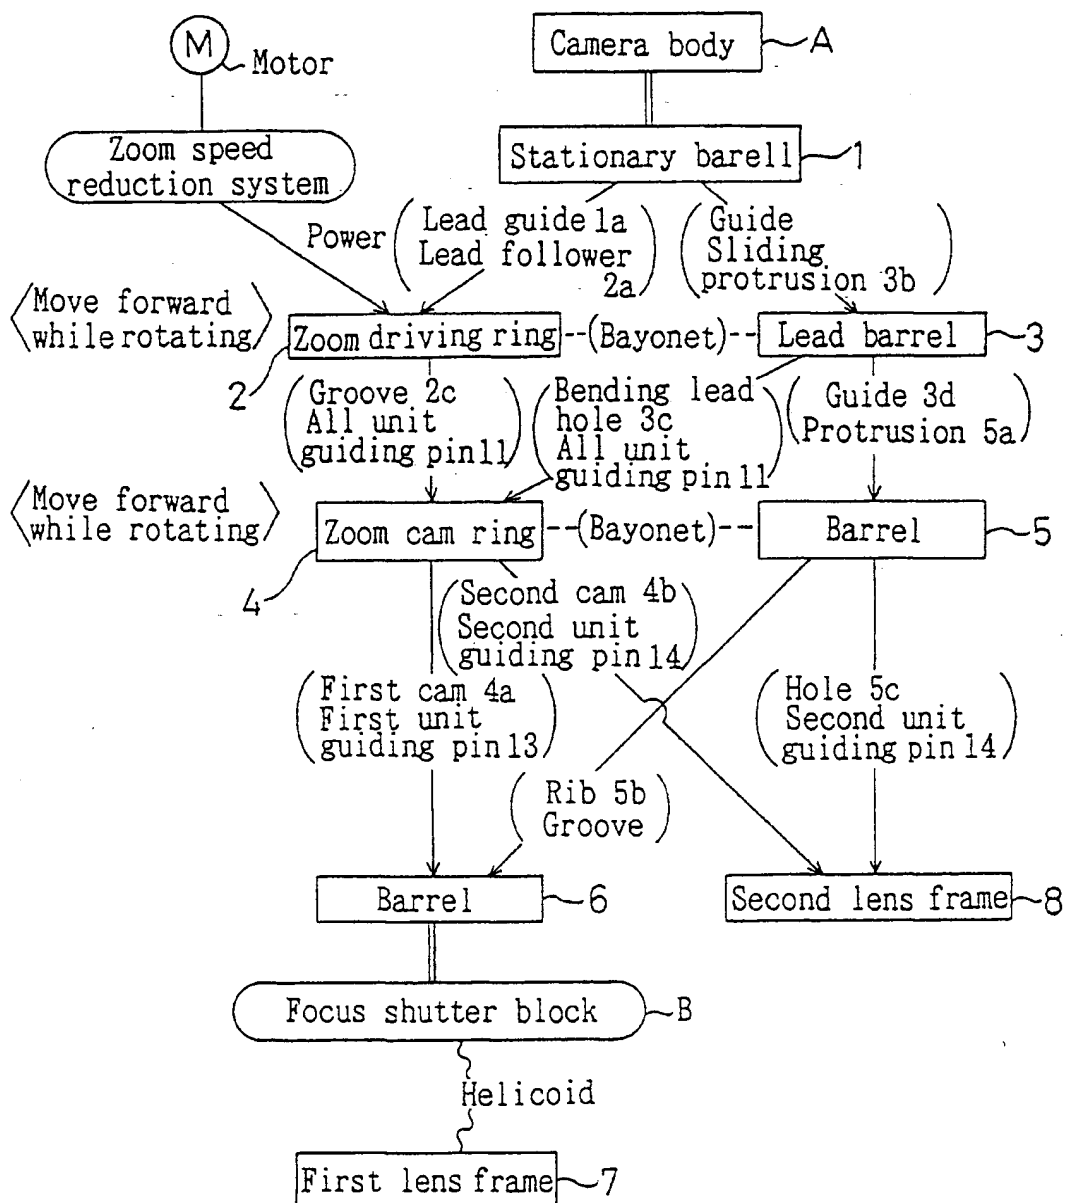 M
Motor
Camera body
A
Zoom speed
reduction system
Stationary barell
1
Power
Lead guide 1a
Lead follower
2a
Guide
Sliding
protrusion 3b
Move forward
while rotating
Zoom driving ring
(Bayonet)
Lead barrel
3
2
Groove 2c
All unit
guiding pin 11
Bending lead
hole 3c
All unit
guiding pin 11
Guide 3d
Protrusion 5a
Move forward
while rotating
Zoom cam ring
(Bayonet)
Barrel
5
4
Second cam 4b
Second unit
guiding pin 14
First cam 4a
First unit
guiding pin 13
Hole 5c
Second unit
guiding pin 14
Rib 5b
Groove
Barrel
6
Second lens frame
8
Focus shutter block
B
Helicoid
First lens frame
7